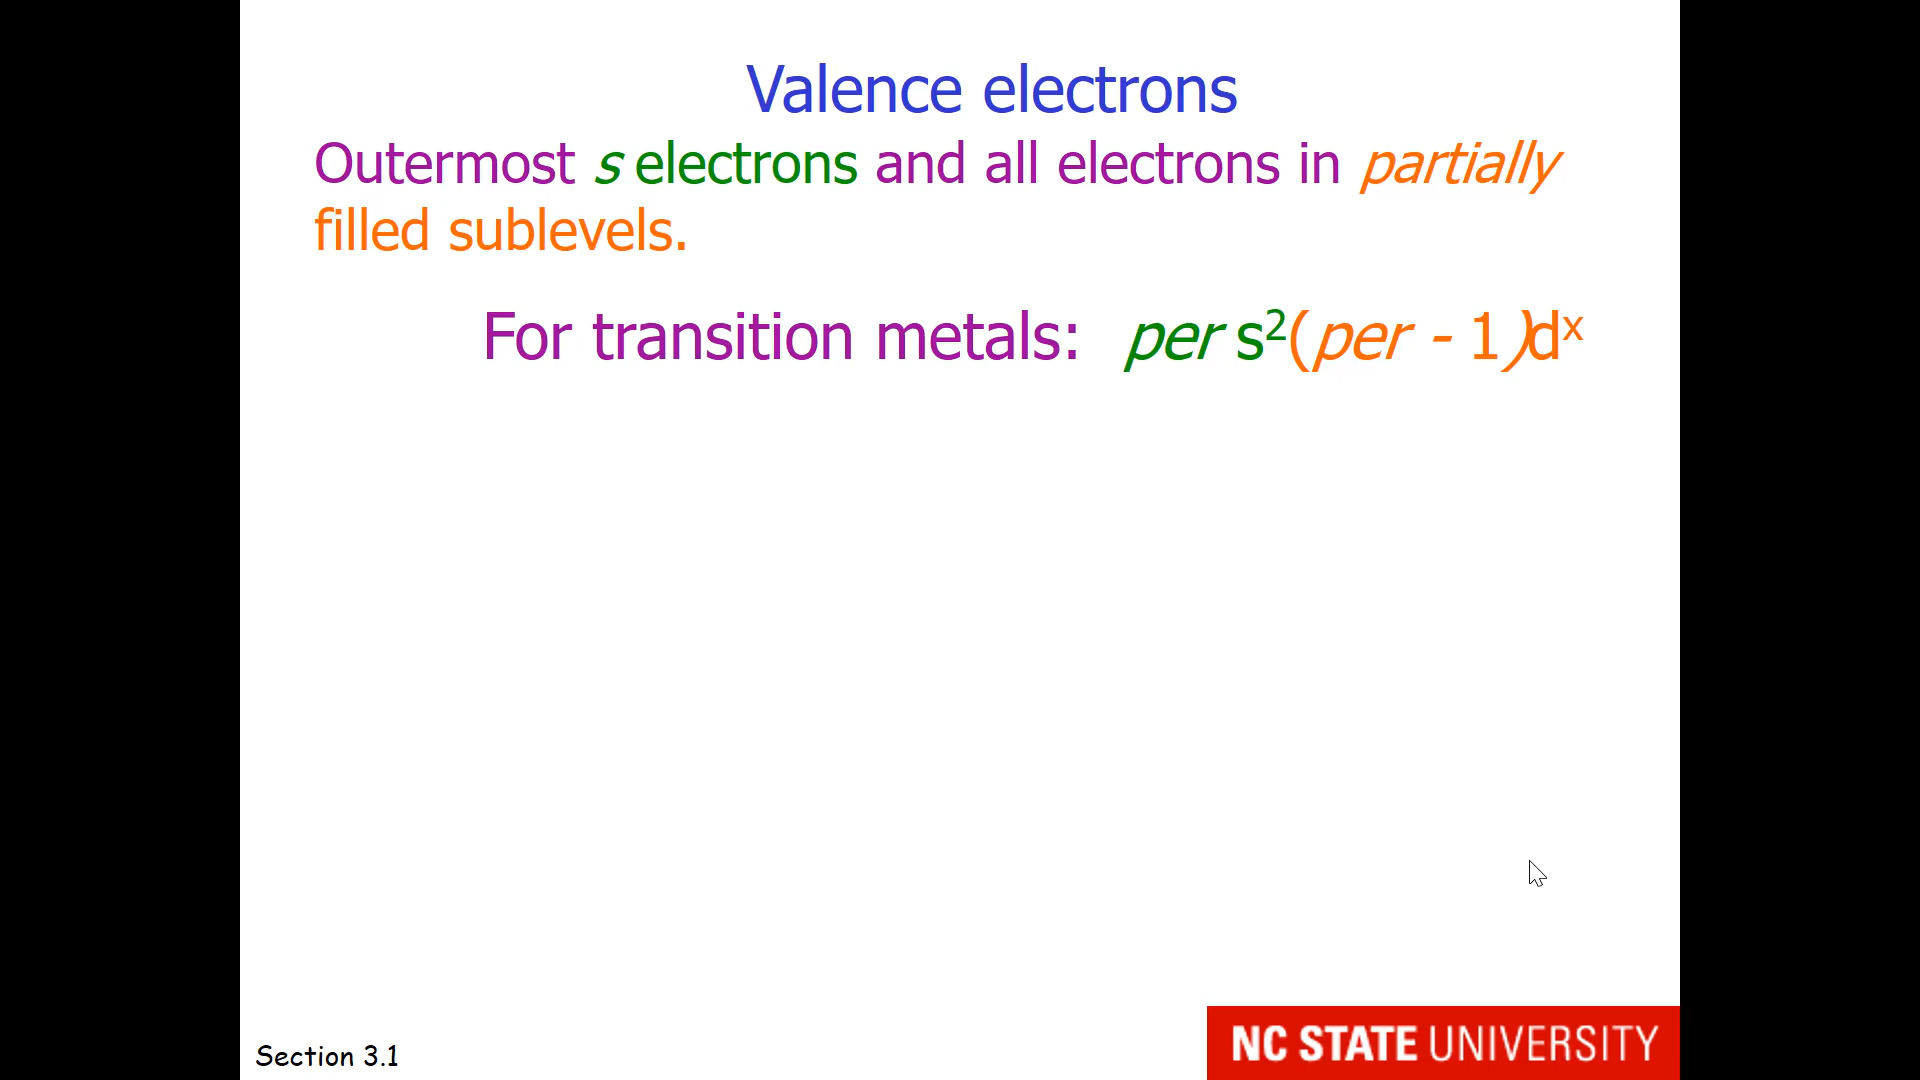 Valence electrons
Outermost s electrons and all electrons in partially
filled sublevels.
For transition metals: per s²(per - 1)dˣ
Section 3.1
NC STATE UNIVERSITY